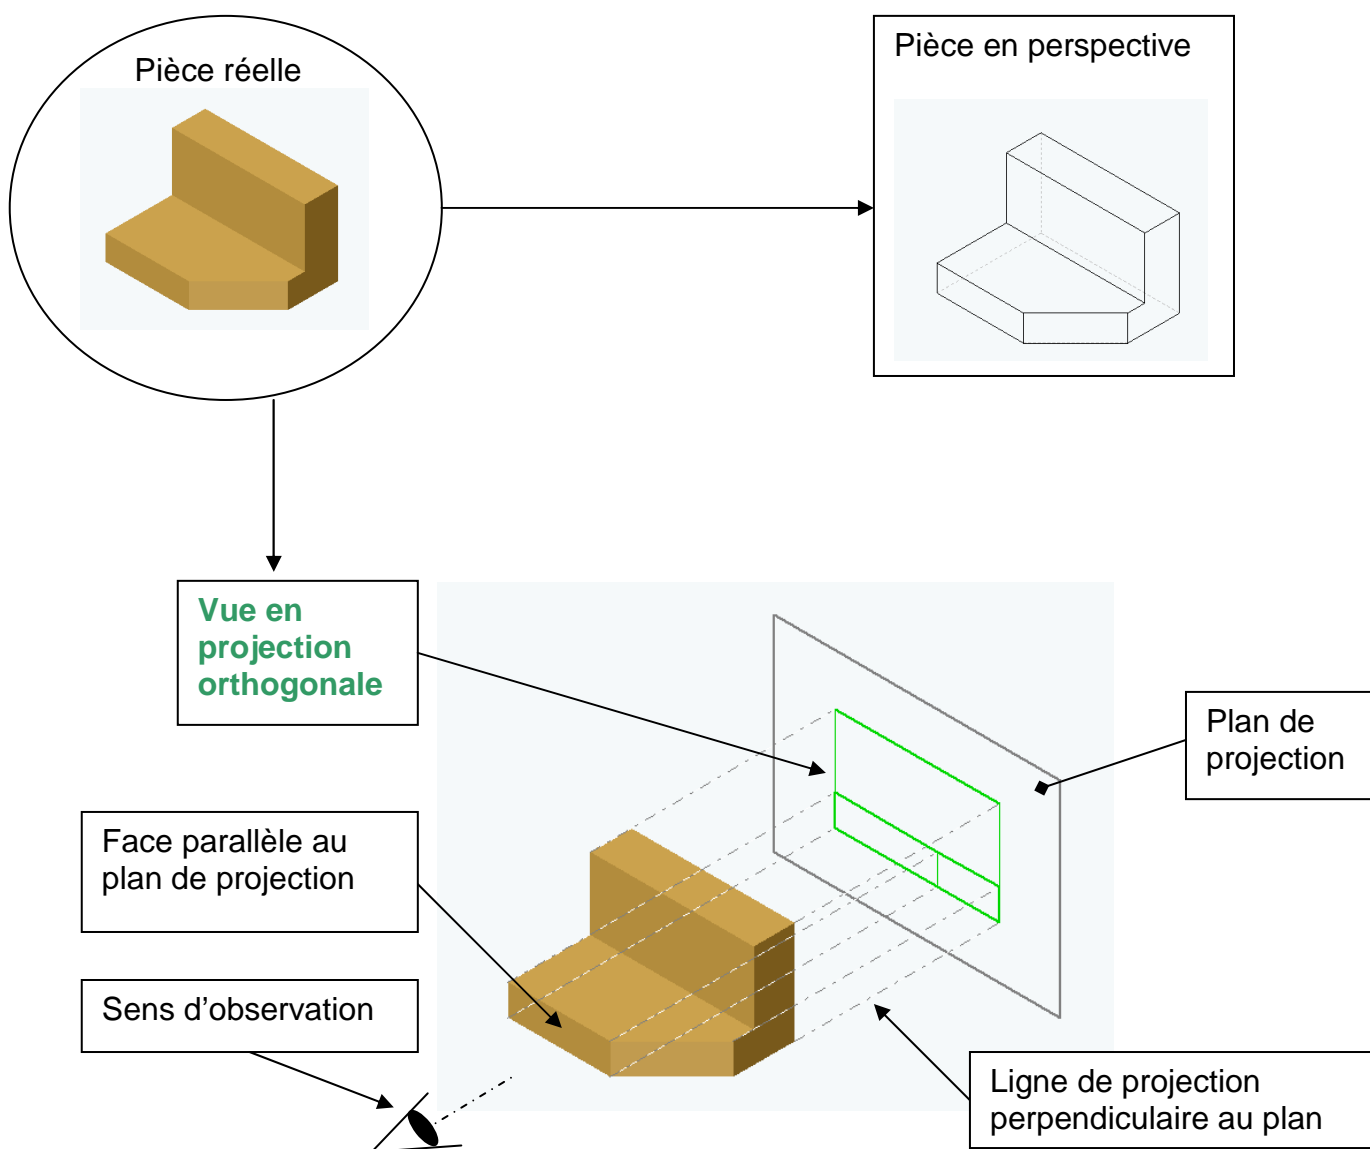 Pièce réelle
Pièce en perspective
Vue en
projection
orthogonale
Plan de
projection
Face parallèle au
plan de projection
Sens d’observation
Ligne de projection
perpendiculaire au plan